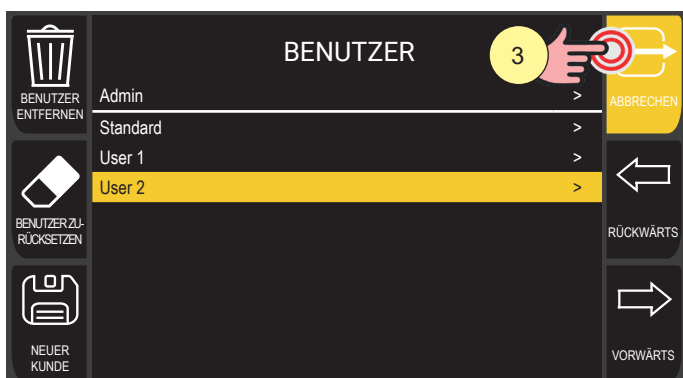 BENUTZER
ENTFERNEN
BENUTZER ZU-
RÜCKSETZEN
NEUER
KUNDE
BENUTZER
3
Admin >
Standard >
User 1 >
User 2 >
ABBRECHEN
RÜCKWÄRTS
VORWÄRTS